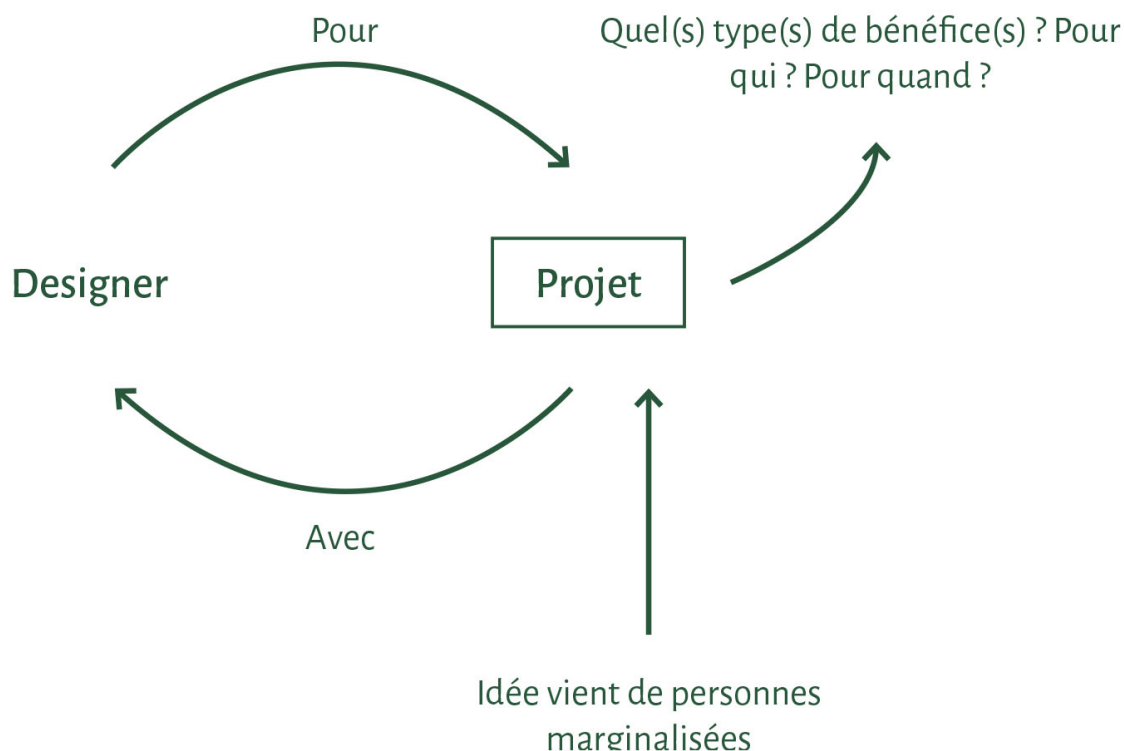 Pour
Quel(s) type(s) de bénéfice(s) ? Pour
qui ? Pour quand ?
Designer
Projet
Avec
Idée vient de personnes
marginalisées